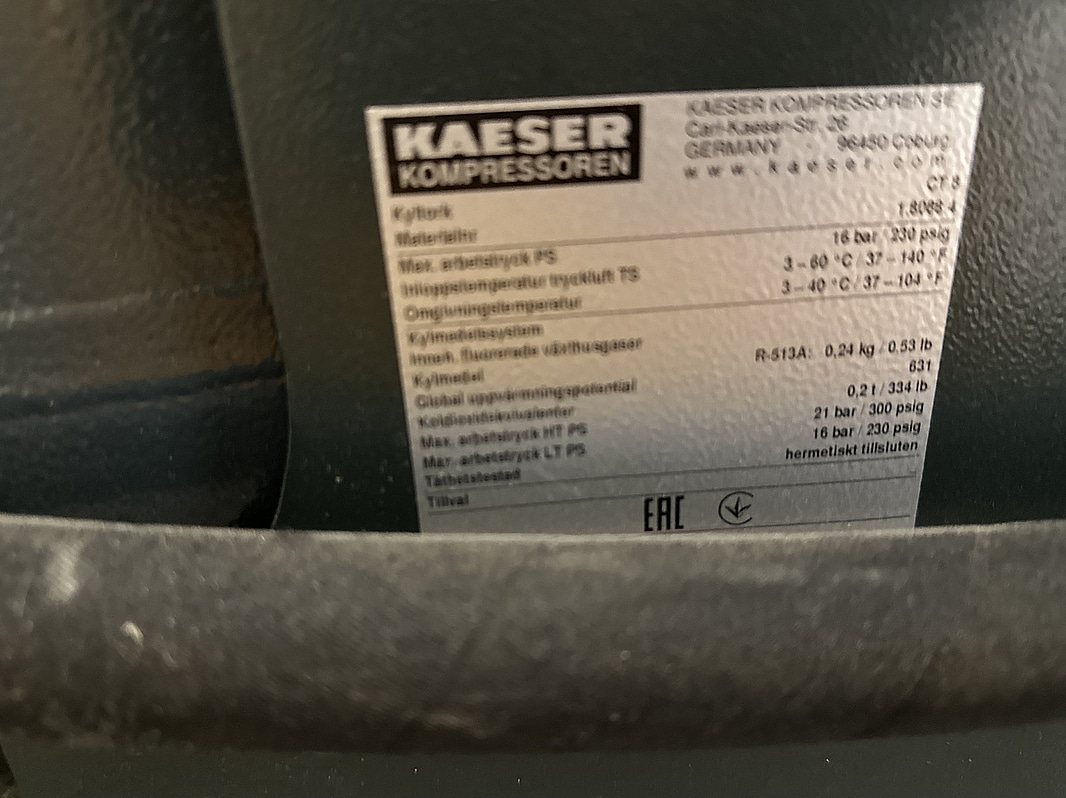 KAESER
KOMPRESSOREN
KAESER KOMPRESSOREN SE
Carl-Kaeser-Str. 26
GERMANY - 96450 Coburg
www.kaeser.com
Kyltork CT 8
Materialnr 1.8088.4
Max. arbetstryck PS 16 bar / 230 psig
Inloppstemperatur tryckluft TS 3 – 60 °C / 37 – 140 °F
Omgivningstemperatur 3 – 40 °C / 37 – 104 °F
Kylmedelsystem
Inneh. fluorerade växthusgaser
Kylmedel R-513A: 0,24 kg / 0,53 lb
Global uppvärmningspotential 631
Koldioxidekvivalenter 0,2 t / 334 lb
Max. arbetstryck HT PS 21 bar / 300 psig
Max. arbetstryck LT PS 16 bar / 230 psig
Täthetstestad hermetiskt tillsluten
Tillval
EAC